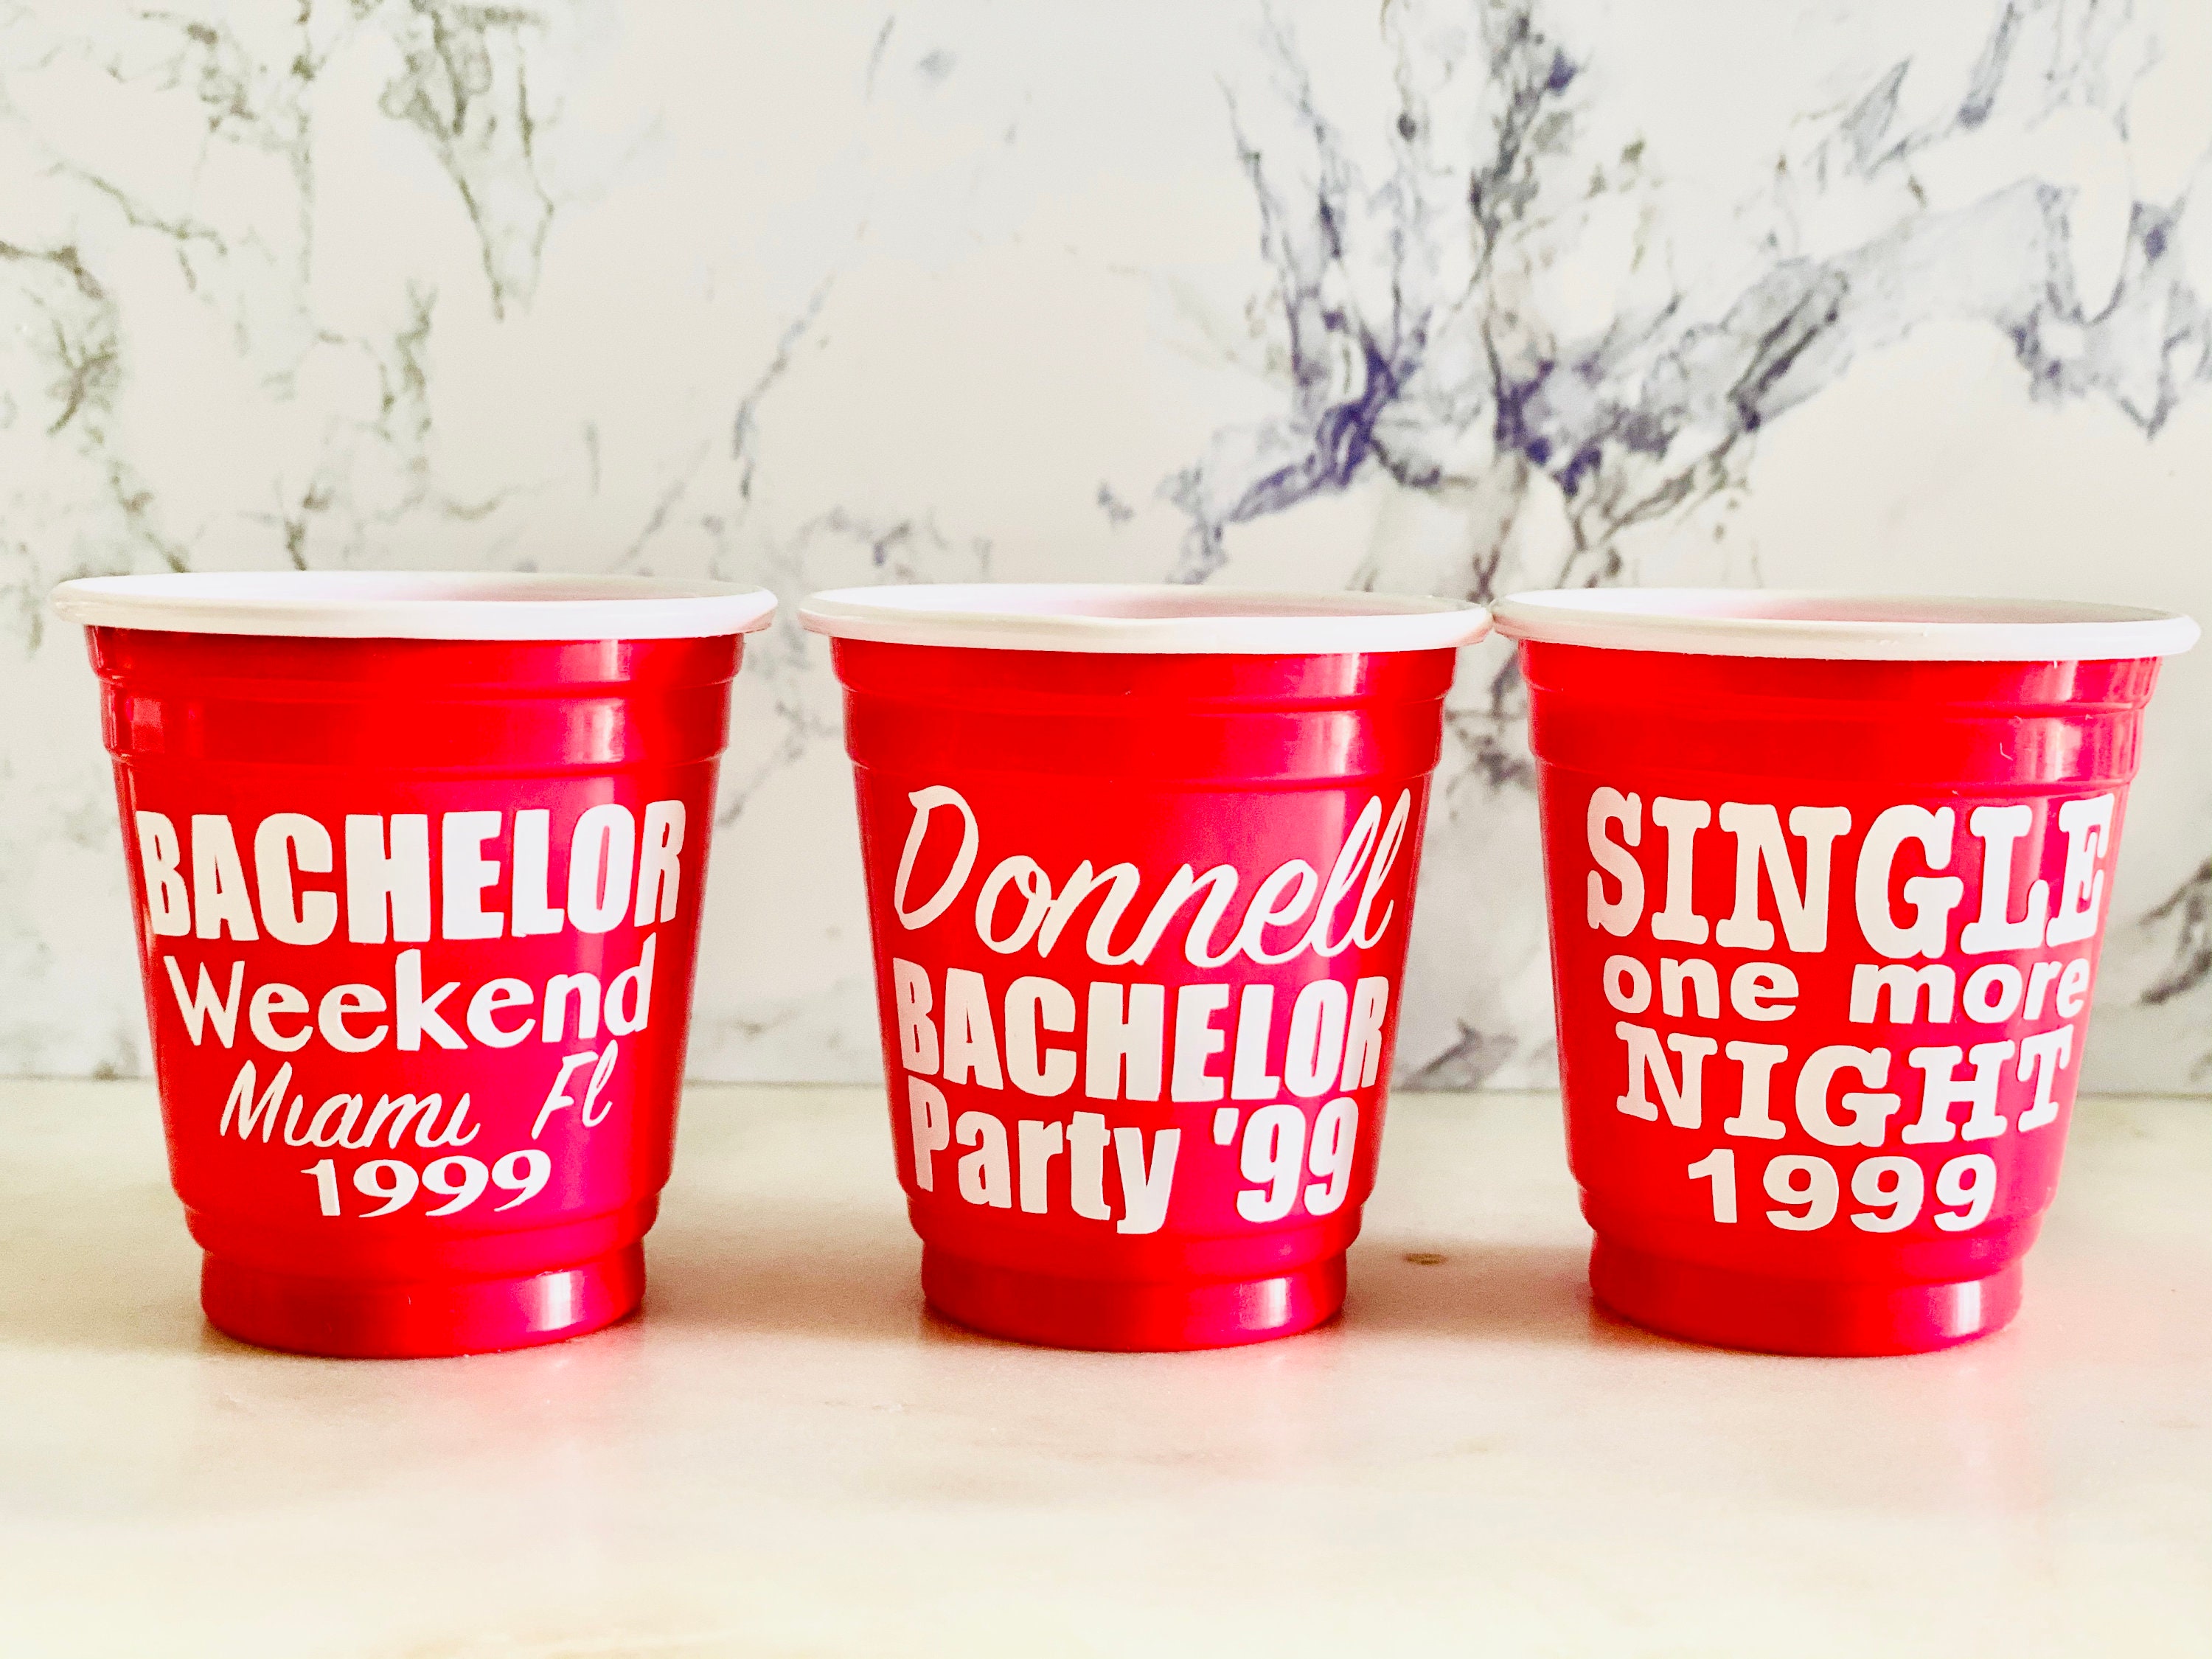 BACHELOR
Weekend
Miami Fl
1999
Donnell
BACHELOR
Party '99
SINGLE
one more
NIGHT
1999